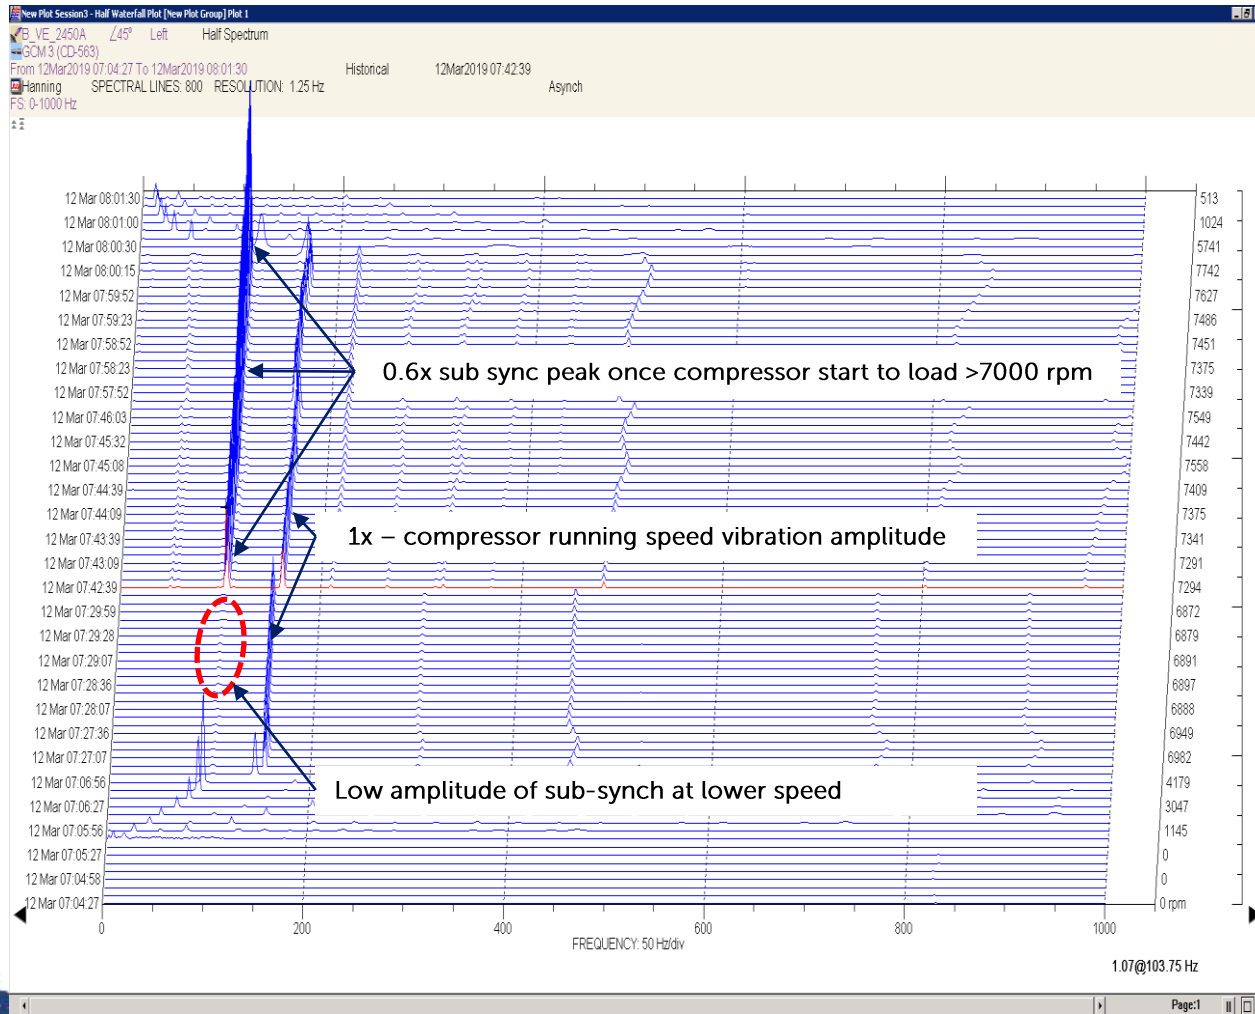 New Plot Session3 - Half Waterfall Plot [New Plot Group] Plot 1
B_VE_2450A ∠45° Left Half Spectrum
GCM 3 (CD-563)
From 12Mar2019 07:04:27 To 12Mar2019 08:01:30 Historical 12Mar2019 07:42:39
Hanning SPECTRAL LINES: 800 RESOLUTION: 1.25 Hz Asynch
FS: 0-1000 Hz
12 Mar 08:01:30 513
12 Mar 08:01:00 1024
12 Mar 08:00:30 5741
12 Mar 08:00:15 7742
12 Mar 07:59:52 7627
12 Mar 07:59:23 7486
12 Mar 07:58:52 7451
12 Mar 07:58:23 0.6x sub sync peak once compressor start to load >7000 rpm 7375
12 Mar 07:57:52 7339
12 Mar 07:46:03 7549
12 Mar 07:45:32 7442
12 Mar 07:45:08 7558
12 Mar 07:44:39 7409
12 Mar 07:44:09 7375
12 Mar 07:43:39 1x – compressor running speed vibration amplitude 7341
12 Mar 07:43:09 7291
12 Mar 07:42:39 7294
12 Mar 07:29:59 6872
12 Mar 07:29:28 6879
12 Mar 07:29:07 6891
12 Mar 07:28:36 6897
12 Mar 07:28:07 6888
12 Mar 07:27:36 6949
12 Mar 07:27:07 6982
12 Mar 07:06:56 Low amplitude of sub-synch at lower speed 4179
12 Mar 07:06:27 3047
12 Mar 07:05:56 1145
12 Mar 07:05:27 0
12 Mar 07:04:58 0
12 Mar 07:04:27 0 rpm
0 200 400 600 800 1000
FREQUENCY: 50 Hz/div
1.07@103.75 Hz
Page:1